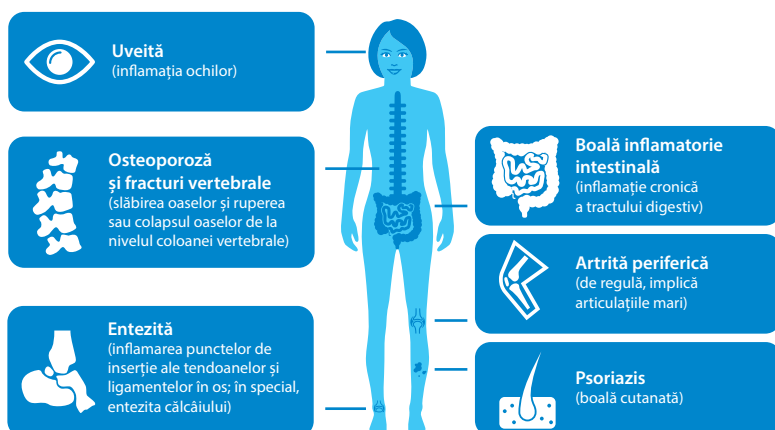 Uveită
(inflamația ochilor)
Osteoporoză
și fracturi vertebrale
(slăbirea oaselor și ruperea
sau colapsul oaselor de la
nivelul coloanei vertebrale)
Entezită
(inflamarea punctelor de
inserție ale tendoanelor și
ligamentelor în os; în special,
entezita călcâiului)
Boală inflamatorie
intestinală
(inflamație cronică
a tractului digestiv)
Artrită periferică
(de regulă, implică
articulațiile mari)
Psoriazis
(boală cutanată)